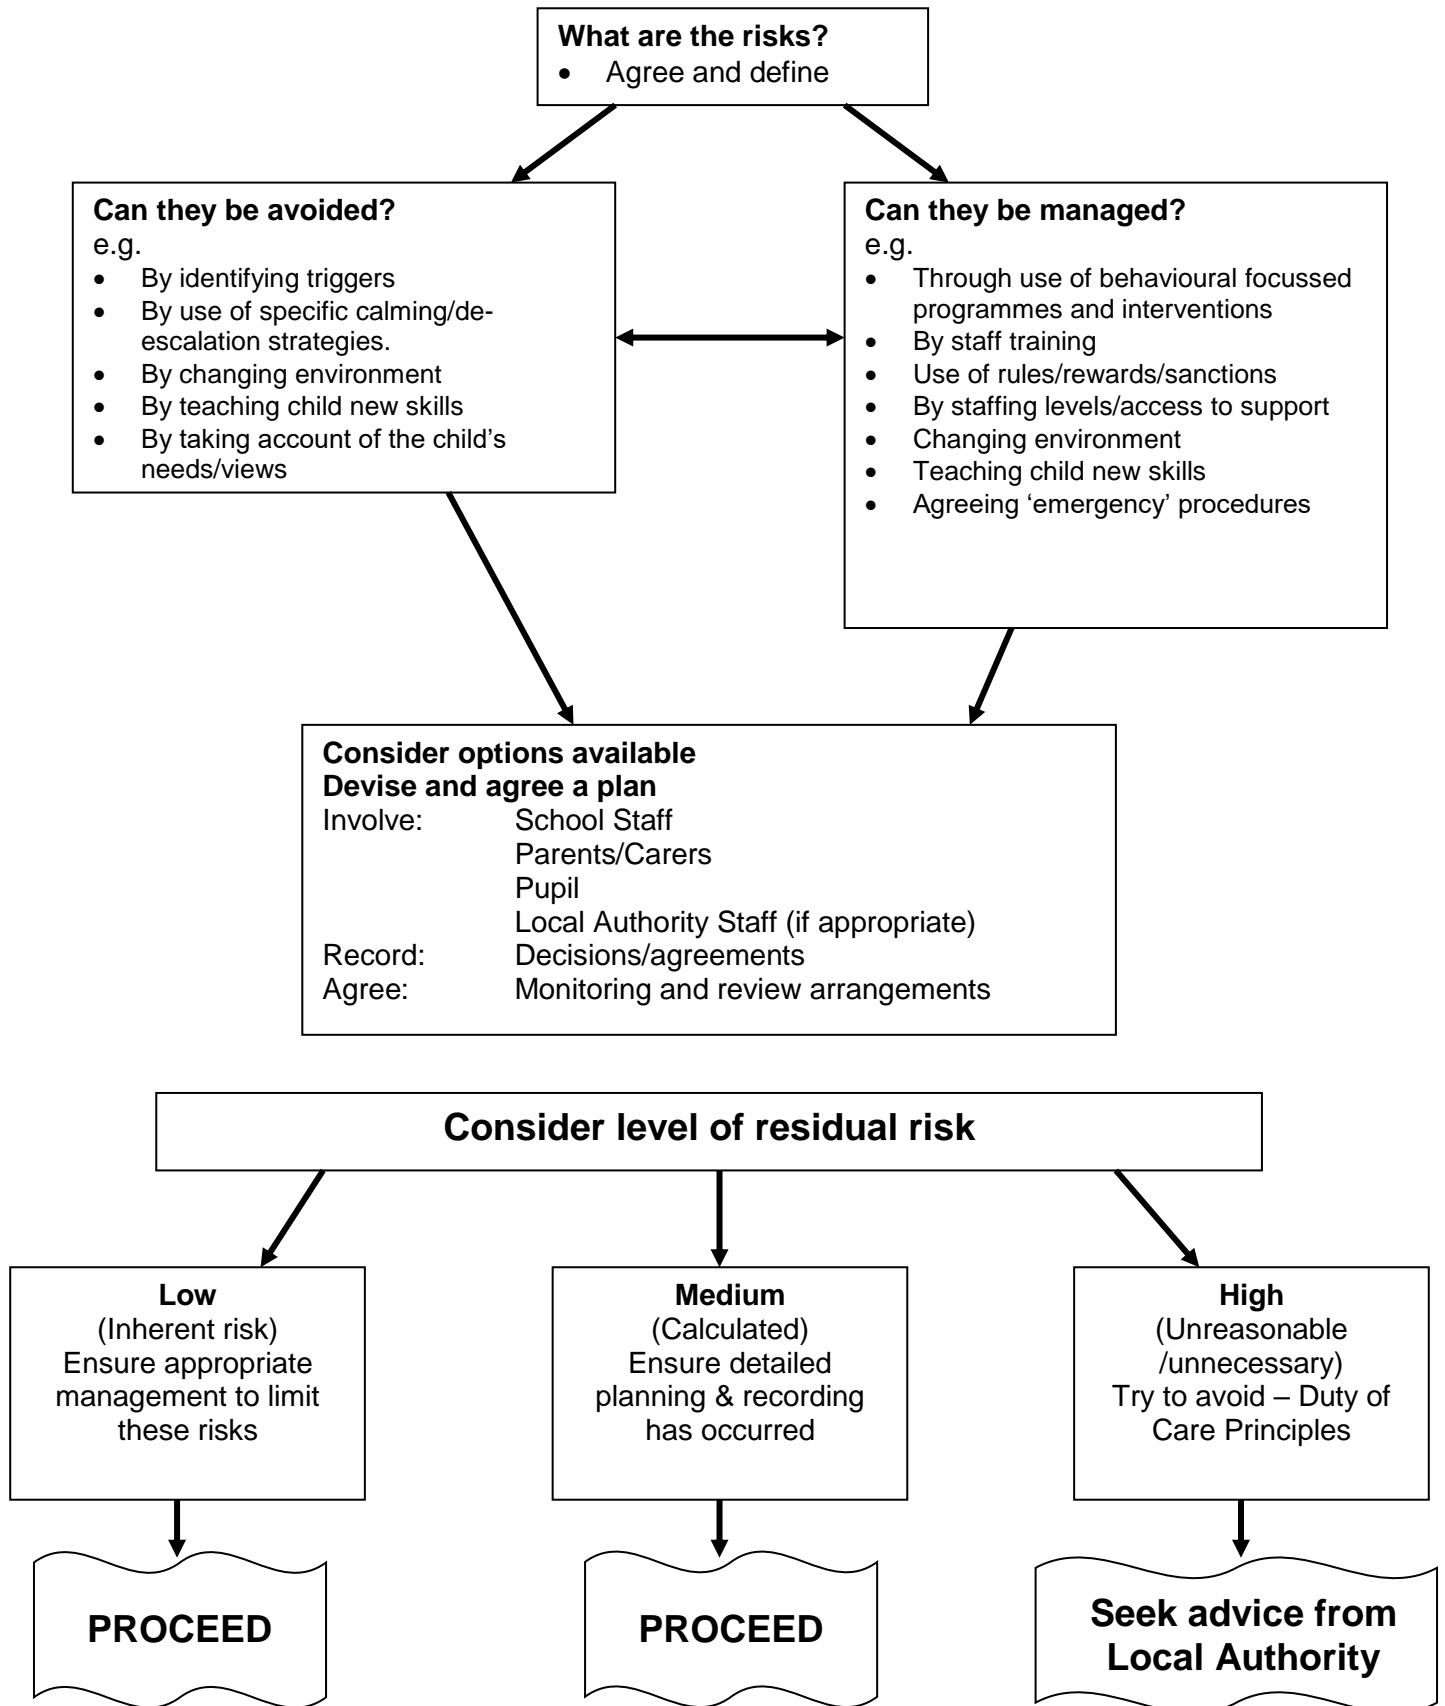 What are the risks?
• Agree and define
Can they be avoided?
e.g.
• By identifying triggers
• By use of specific calming/de-
escalation strategies.
• By changing environment
• By teaching child new skills
• By taking account of the child's
needs/views
Can they be managed?
e.g.
• Through use of behavioural focussed
programmes and interventions
• By staff training
• Use of rules/rewards/sanctions
• By staffing levels/access to support
• Changing environment
• Teaching child new skills
• Agreeing ‘emergency’ procedures
Consider options available
Devise and agree a plan
Involve: School Staff
Parents/Carers
Pupil
Local Authority Staff (if appropriate)
Record: Decisions/agreements
Agree: Monitoring and review arrangements
Consider level of residual risk
Low
(Inherent risk)
Ensure appropriate
management to limit
these risks
Medium
(Calculated)
Ensure detailed
planning & recording
has occurred
High
(Unreasonable
/unnecessary)
Try to avoid – Duty of
Care Principles
PROCEED
PROCEED
Seek advice from
Local Authority